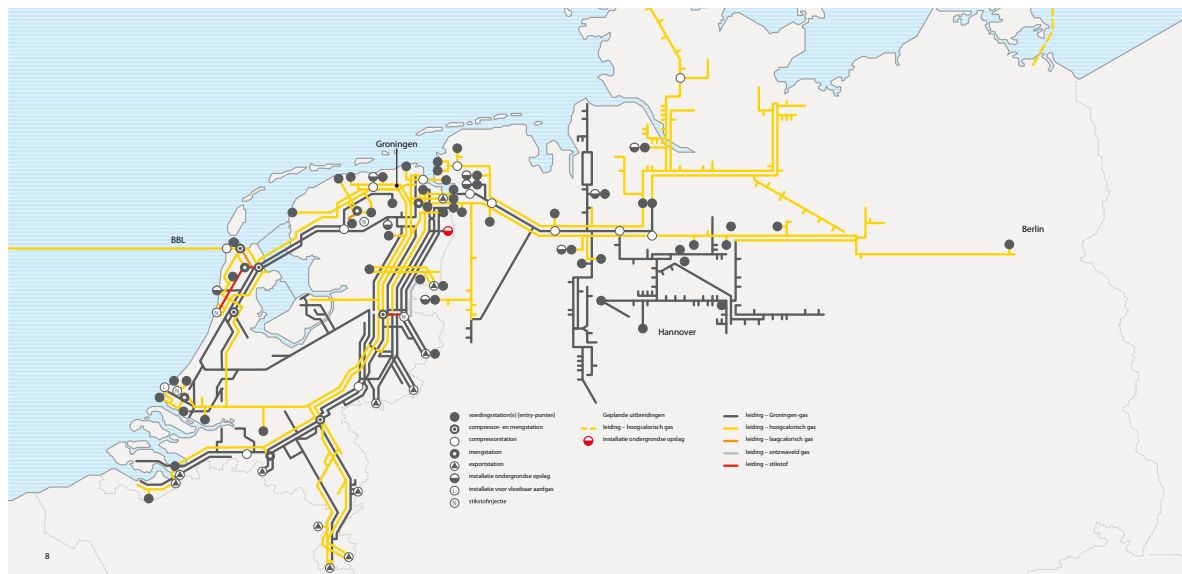 Groningen
BBL
Berlin
Hannover
voedingsstation(s) (entry-punten)
compressor- en mengstation
compressorstation
mengstation
exportstation
installatie ondergrondse opslag
installatie voor vloeibaar aardgas
stikstofinjectie
Geplande uitbreidingen
leiding – hoogcalorisch gas
installatie ondergrondse opslag
leiding – Groningen-gas
leiding – hoogcalorisch gas
leiding – laagcalorisch gas
leiding – ontzwaveld gas
leiding – stikstof
L
N
N
N
N
L
N
8